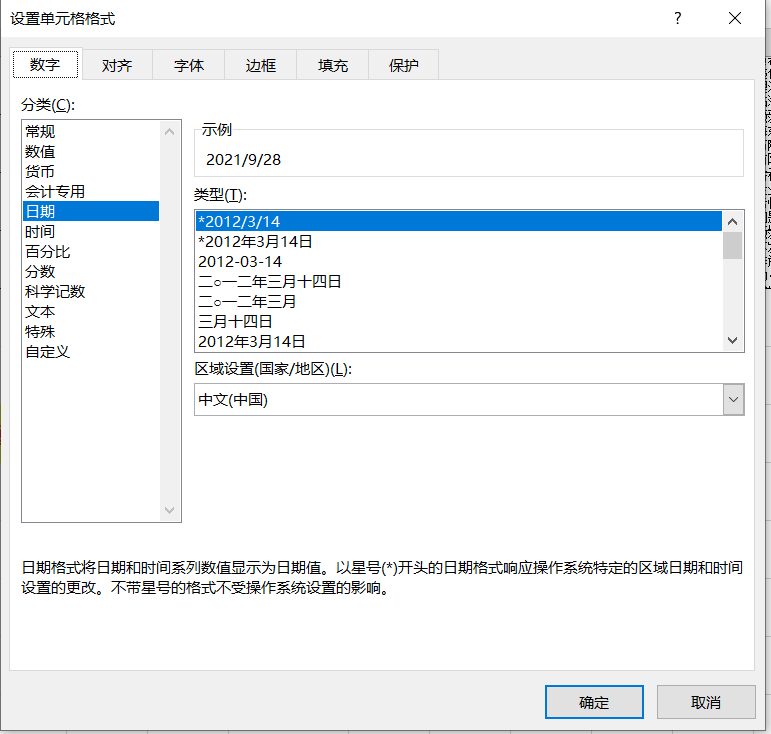 设置单元格格式
?
数字 对齐 字体 边框 填充 保护
分类(C):
常规
数值
货币
会计专用
日期
时间
百分比
分数
科学记数
文本
特殊
自定义
示例
2021/9/28
类型(T):
*2012/3/14
*2012年3月14日
2012-03-14
二○一二年三月十四日
二○一二年三月
三月十四日
2012年3月14日
区域设置(国家/地区)(L):
中文(中国)
日期格式将日期和时间系列数值显示为日期值。以星号(*)开头的日期格式响应操作系统特定的区域日期和时间
设置的更改。不带星号的格式不受操作系统设置的影响。
确定 取消